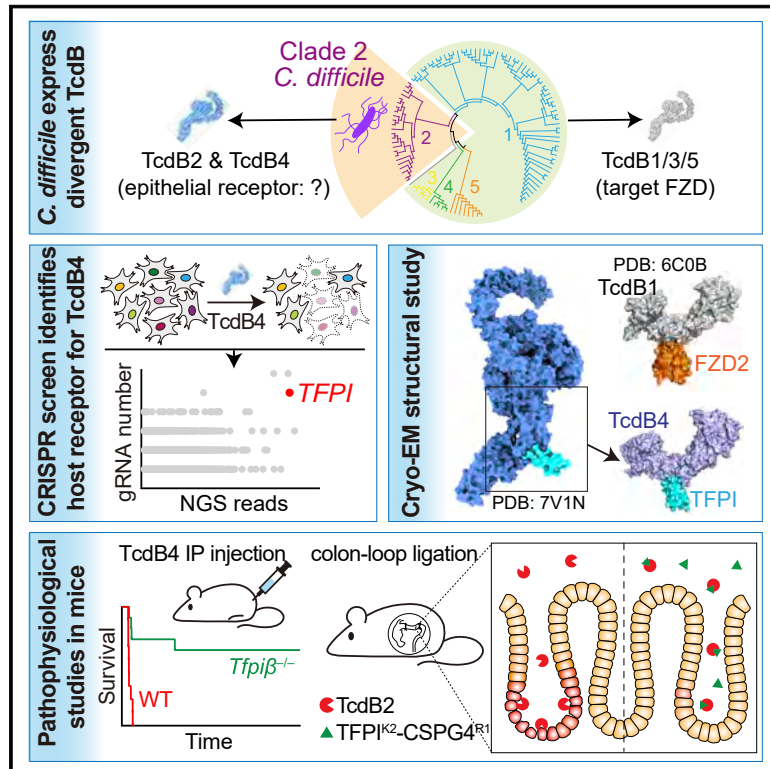 C. difficile express
divergent TcdB
Clade 2
C. difficile
TcdB2 & TcdB4
(epithelial receptor: ?)
1
2
3
4
5
TcdB1/3/5
(target FZD)
CRISPR screen identifies
host receptor for TcdB4
TcdB4
gRNA number
TFPI
NGS reads
Cryo-EM structural study
PDB: 7V1N
PDB: 6C0B
TcdB1
FZD2
TcdB4
TFPI
Pathophysiological
studies in mice
TcdB4 IP injection
Survival
Tfpiβ–/–
WT
Time
colon-loop ligation
TcdB2
TFPIK2-CSPG4R1